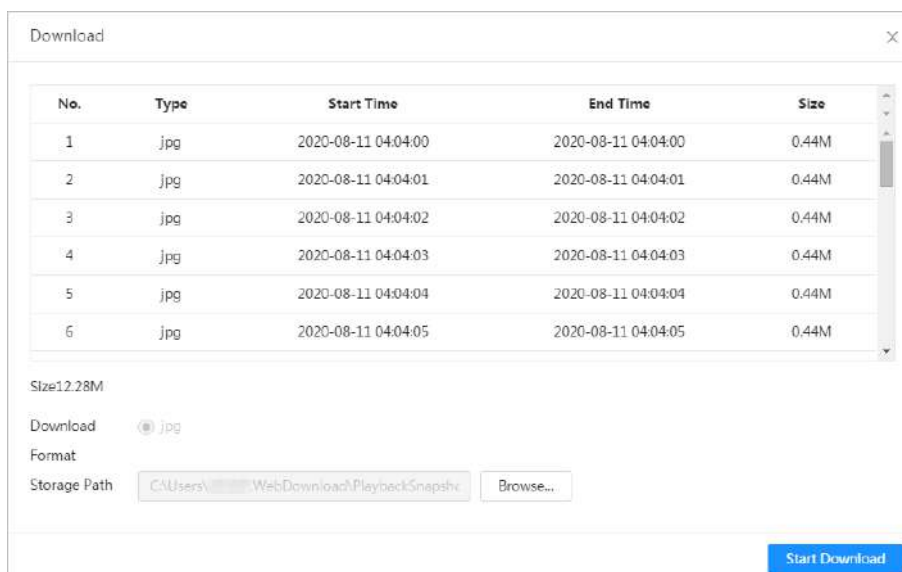 Download
No. Type Start Time End Time Size
1 jpg 2020-08-11 04:04:00 2020-08-11 04:04:00 0.44M
2 jpg 2020-08-11 04:04:01 2020-08-11 04:04:01 0.44M
3 jpg 2020-08-11 04:04:02 2020-08-11 04:04:02 0.44M
4 jpg 2020-08-11 04:04:03 2020-08-11 04:04:03 0.44M
5 jpg 2020-08-11 04:04:04 2020-08-11 04:04:04 0.44M
6 jpg 2020-08-11 04:04:05 2020-08-11 04:04:05 0.44M
Size12.28M
Download jpg
Format
Storage Path C:\Users\ \WebDownload\PlaybackSnapsho Browse...
Start Download